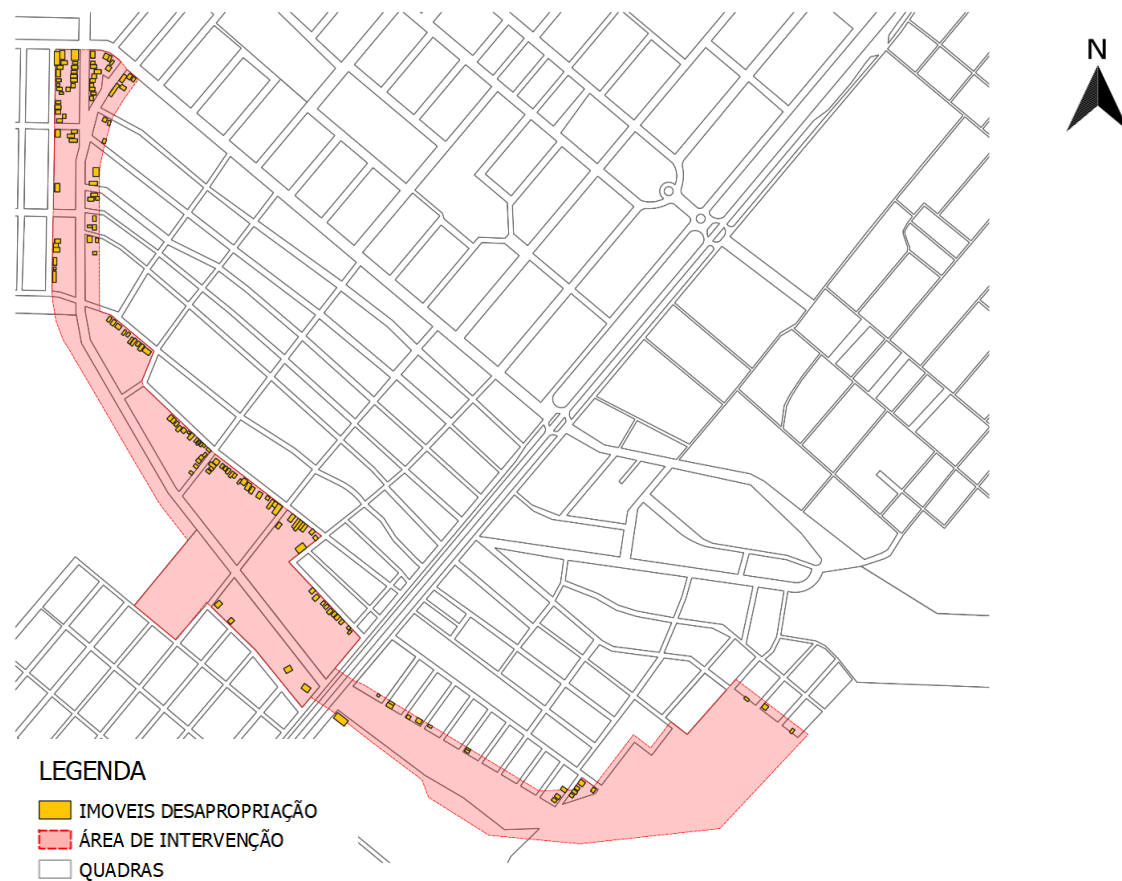 N
LEGENDA
IMOVEIS DESAPROPRIAÇÃO
ÁREA DE INTERVENÇÃO
QUADRAS